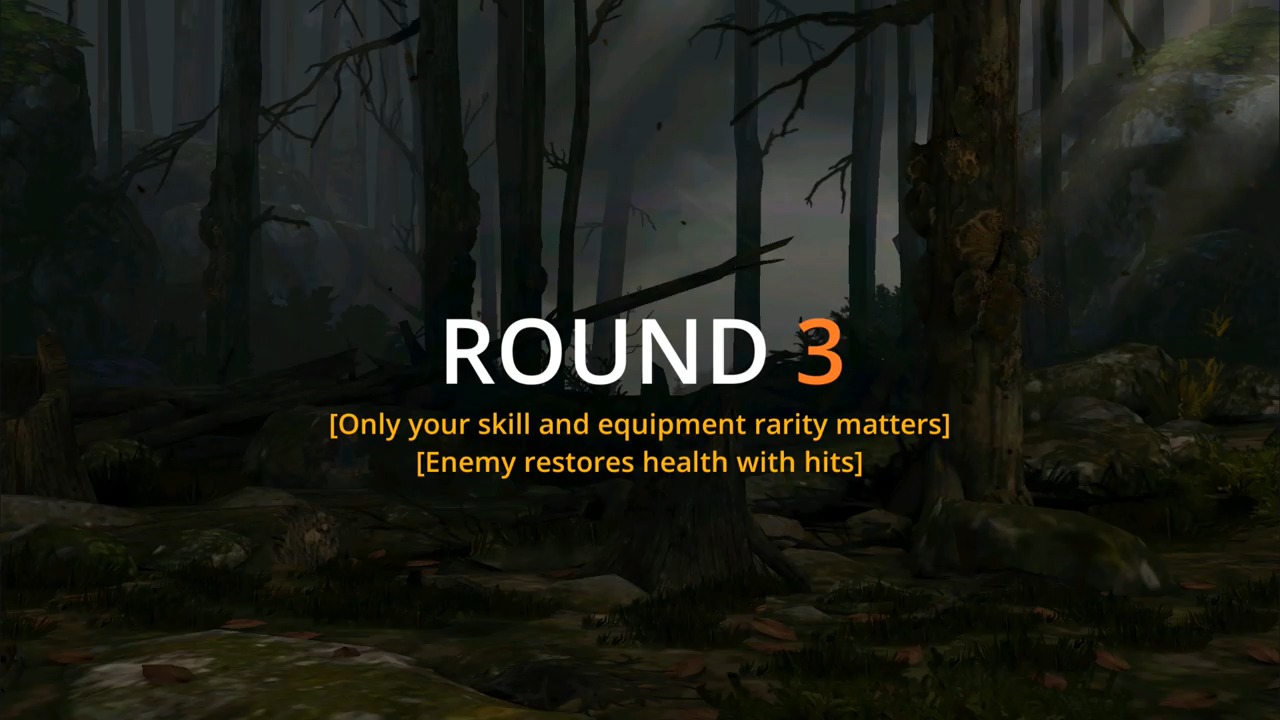 ROUND 3
[Only your skill and equipment rarity matters]
[Enemy restores health with hits]